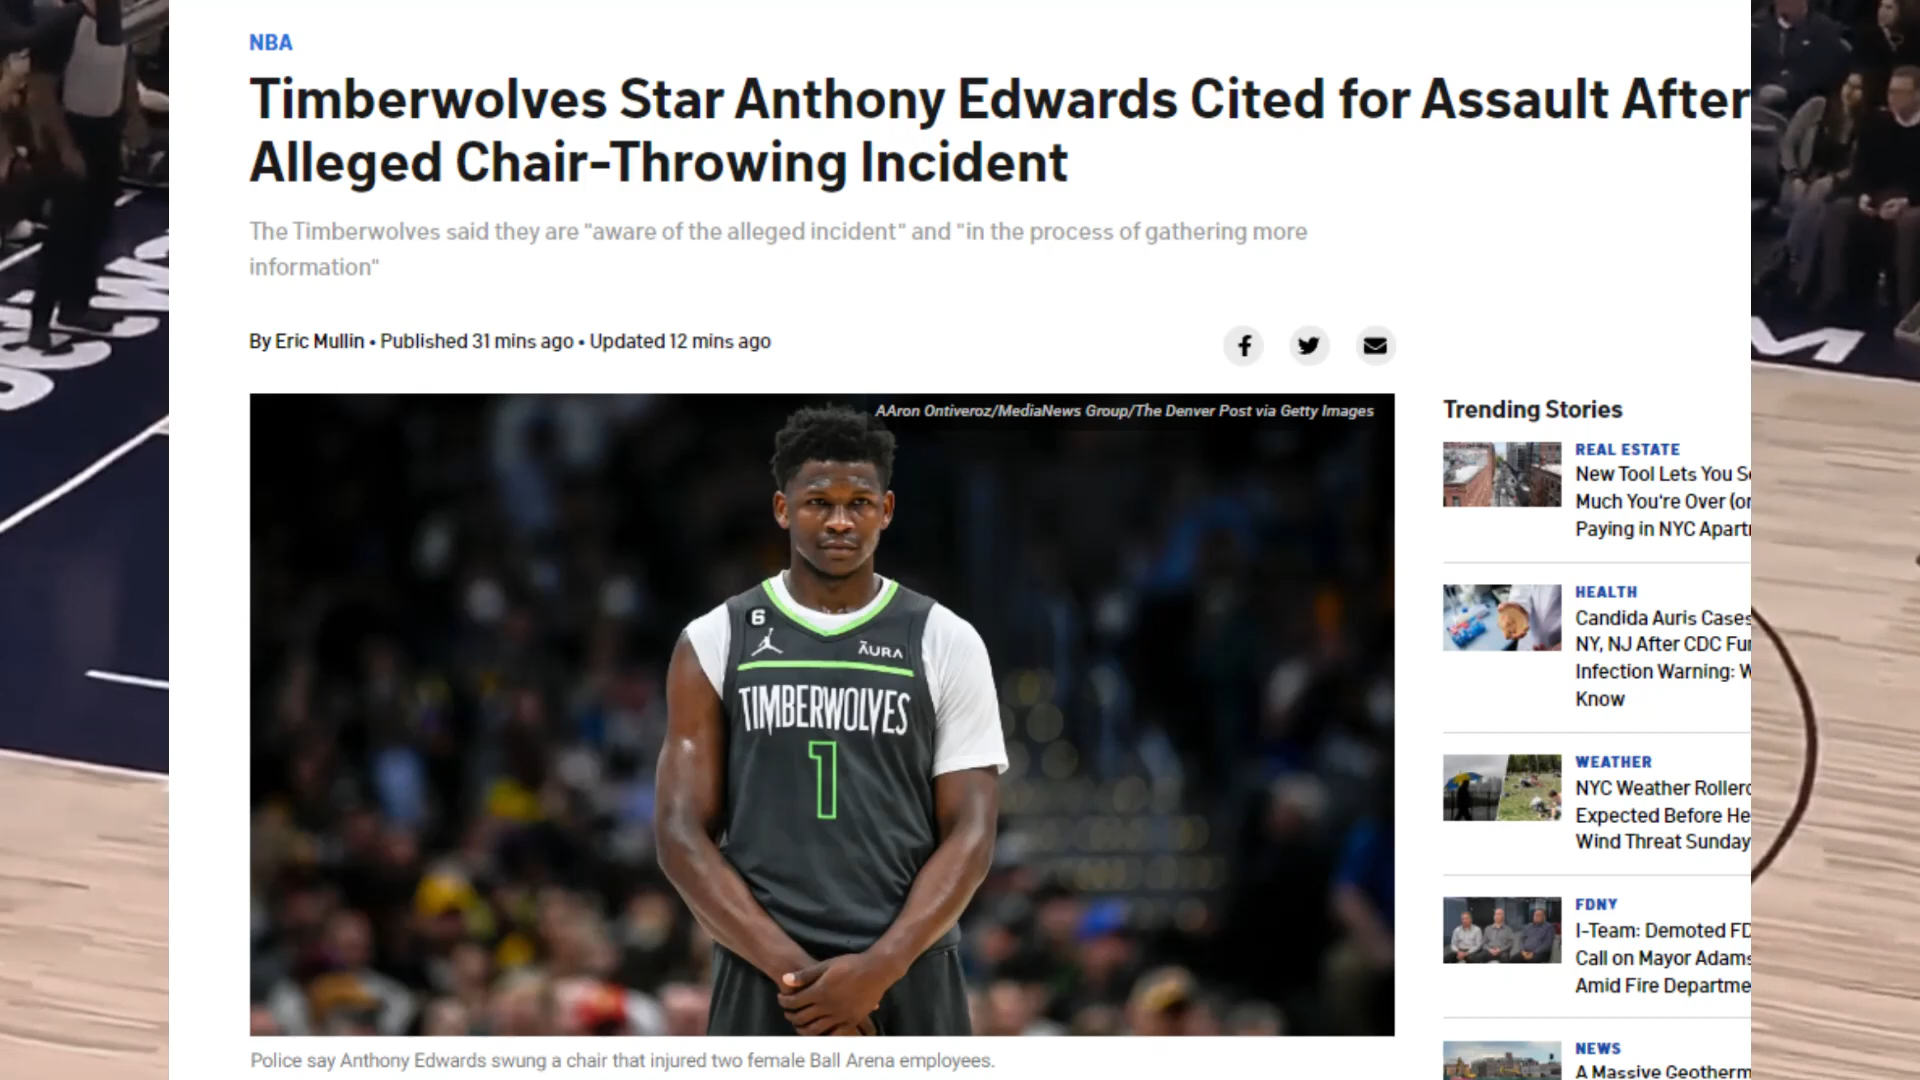 NBA
Timberwolves Star Anthony Edwards Cited for Assault After
Alleged Chair-Throwing Incident
The Timberwolves said they are "aware of the alleged incident" and "in the process of gathering more
information"
By Eric Mullin • Published 31 mins ago • Updated 12 mins ago
AAron Ontiveroz/MediaNews Group/The Denver Post via Getty Images
6
AURA
TIMBERWOLVES
1
Police say Anthony Edwards swung a chair that injured two female Ball Arena employees.
Trending Stories
REAL ESTATE
New Tool Lets You
Much You're Over (or
Paying in NYC
HEALTH
Candida Auris Cases
NY, NJ After CDC
Infection Warning:
Know
WEATHER
NYC Weather
Expected Before
Wind Threat Sunday
FDNY
I-Team: Demoted
Call on Mayor Adams
Amid Fire
NEWS
A Massive